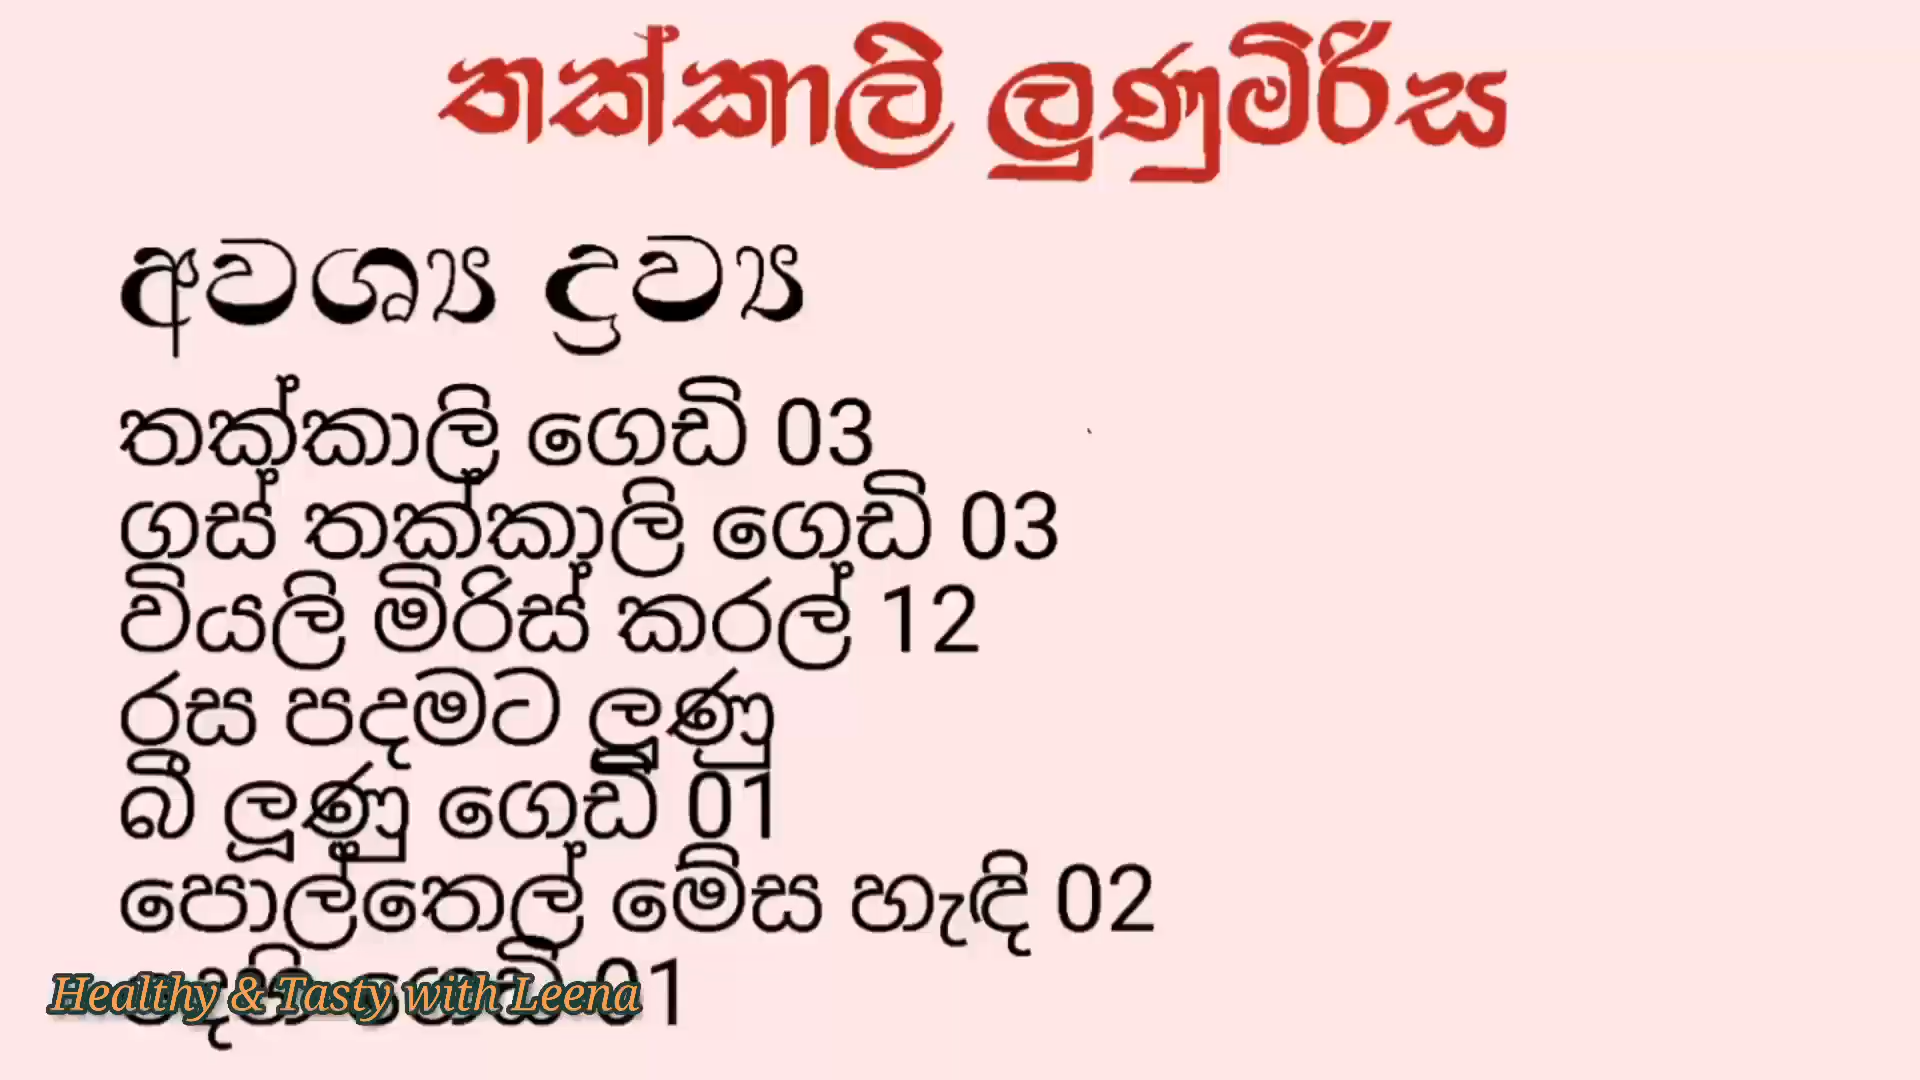 තක්කාලි ලුණුමිරිස
අවශ්‍ය ද්‍රව්‍ය
තක්කාලි ගෙඩි 03
ගස් තක්කාලි ගෙඩි 03
වියලි මිරිස් කරල් 12
රස පදමට ලුණු
බී ලූණු ගෙඩි 01
පොල්තෙල් මේස හැඳි 02
දෙහි ගෙඩි 01
Healthy & Tasty with Leena